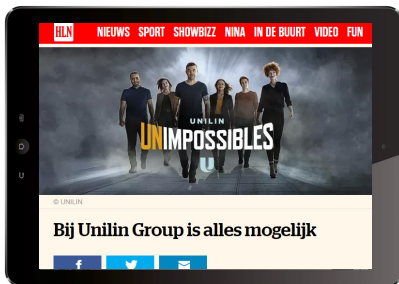 HLN NIEUWS SPORT SHOWBIZZ NINA IN DE BUURT VIDEO FUN
UNILIN
UNIMPOSSIBLES
U
© UNILIN
Bij Unilin Group is alles mogelijk
f